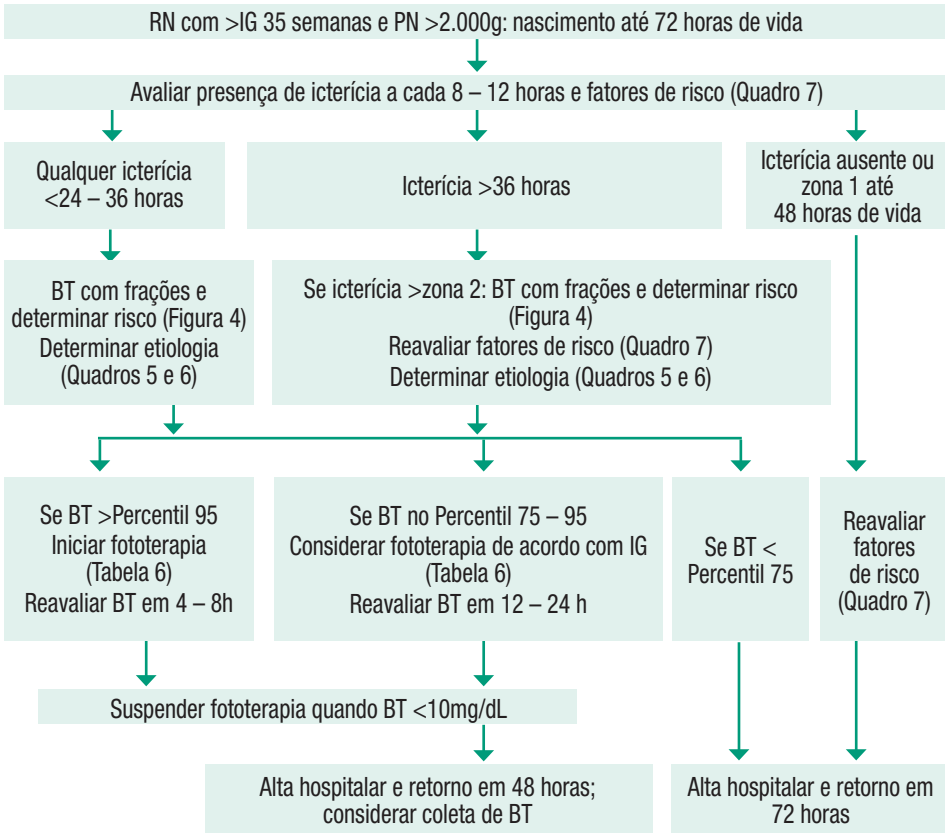 RN com >IG 35 semanas e PN >2.000g: nascimento até 72 horas de vida
Avaliar presença de icterícia a cada 8 – 12 horas e fatores de risco (Quadro 7)
Qualquer icterícia
<24 – 36 horas
Icterícia >36 horas
Icterícia ausente ou
zona 1 até
48 horas de vida
BT com frações e
determinar risco (Figura 4)
Determinar etiologia
(Quadros 5 e 6)
Se icterícia >zona 2: BT com frações e determinar risco
(Figura 4)
Reavaliar fatores de risco (Quadro 7)
Determinar etiologia (Quadros 5 e 6)
Se BT >Percentil 95
Iniciar fototerapia
(Tabela 6)
Reavaliar BT em 4 – 8h
Se BT no Percentil 75 – 95
Considerar fototerapia de acordo com IG
(Tabela 6)
Reavaliar BT em 12 – 24 h
Se BT <
Percentil 75
Reavaliar
fatores
de risco
(Quadro 7)
Suspender fototerapia quando BT <10mg/dL
Alta hospitalar e retorno em 48 horas;
considerar coleta de BT
Alta hospitalar e retorno em
72 horas